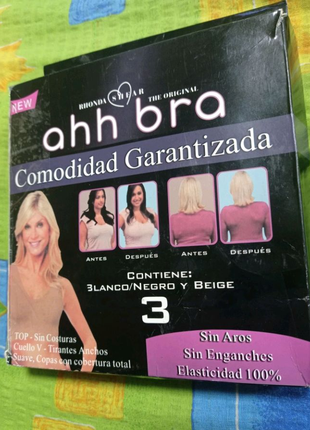 NEW
RHONDA SHEAR THE ORIGINAL
ahh bra
Comodidad Garantizada
ANTES DESPUÉS ANTES DESPUÉS
CONTIENE:
BLANCO/NEGRO Y BEIGE
3
TOP - Sin Costuras
Cuello V - Tirantes Anchos
Suave, Copas con cobertura total
Sin Aros
Sin Enganches
Elasticidad 100%